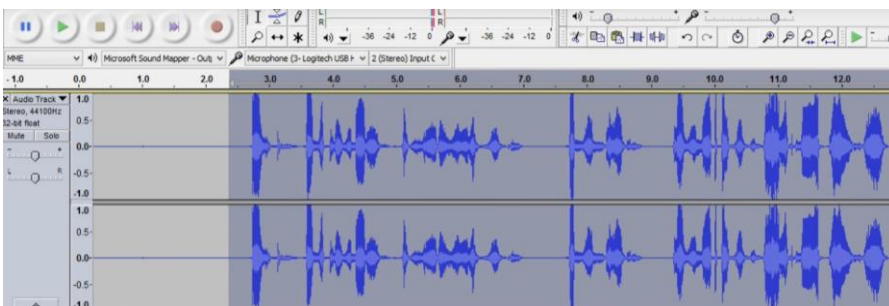 L
R
L
R
-36 -24 -12 0
-36 -24 -12 0
MME
Microsoft Sound Mapper - Outp
Microphone (3- Logitech USB H
2 (Stereo) Input C
- 1.0 0.0 1.0 2.0 3.0 4.0 5.0 6.0 7.0 8.0 9.0 10.0 11.0 12.0
X Audio Track
Stereo, 44100Hz
32-bit float
Mute Solo
- +
L R
1.0
0.5-
0.0-
-0.5-
-1.0
1.0
0.5-
0.0-
-0.5-
-1.0